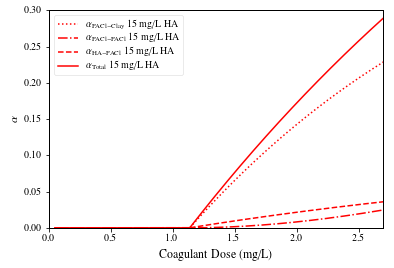 0.30
0.25
0.20
0.15
0.10
0.05
0.00
α
α_PACl−Clay 15 mg/L HA
α_PACl−PACl 15 mg/L HA
α_HA−PACl 15 mg/L HA
α_Total 15 mg/L HA
0.0 0.5 1.0 1.5 2.0 2.5
Coagulant Dose (mg/L)